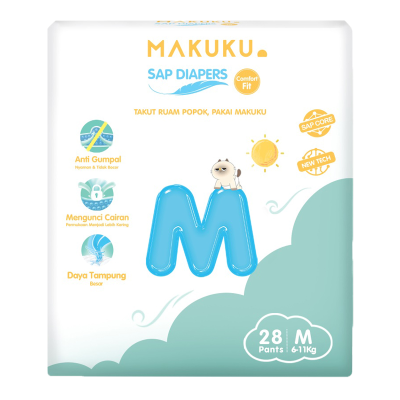 MAKUKU.
SAP DIAPERS
Comfort
Fit
TAKUT RUAM POPOK, PAKAI MAKUKU
SAP CORE
NEW TECH
Anti Gumpal
Mengunci Cairan
Daya Tampung
Besar
M
28 M
Pants 6-11Kg